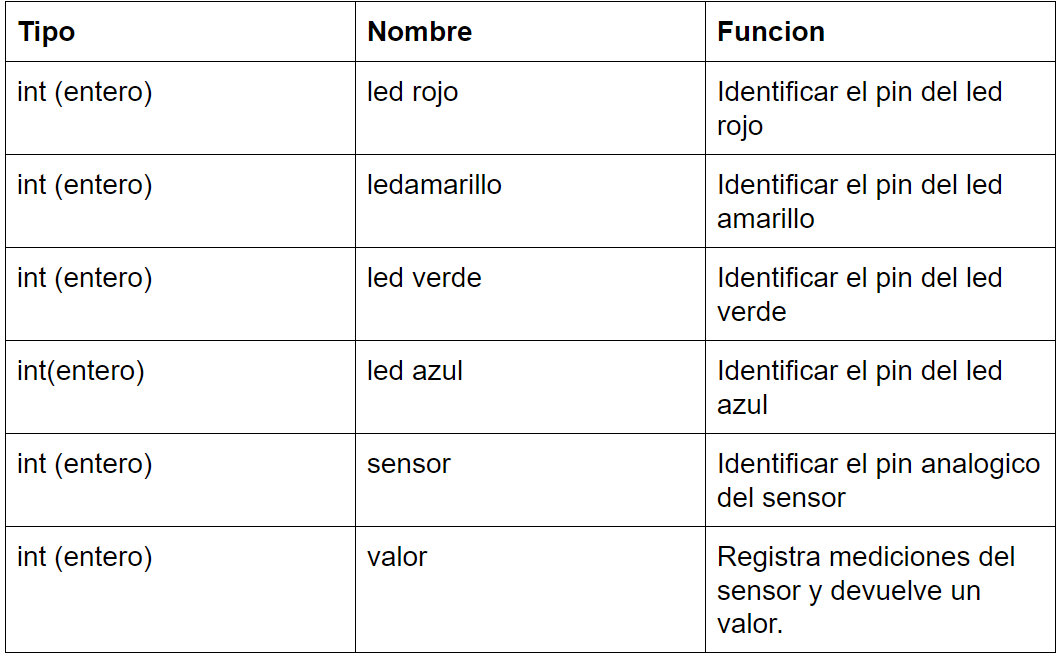 Tipo Nombre Funcion
int (entero) led rojo Identificar el pin del led
rojo
int (entero) ledamarillo Identificar el pin del led
amarillo
int (entero) led verde Identificar el pin del led
verde
int(entero) led azul Identificar el pin del led
azul
int (entero) sensor Identificar el pin analogico
del sensor
int (entero) valor Registra mediciones del
sensor y devuelve un
valor.